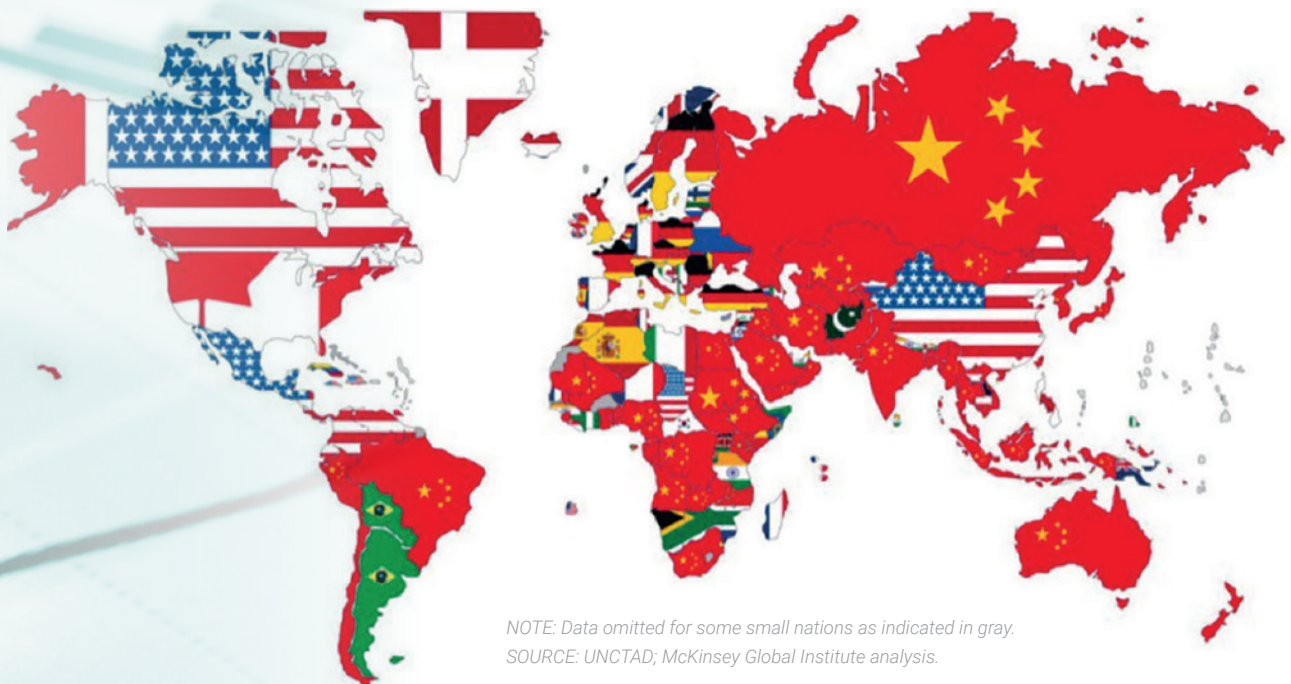 NOTE: Data omitted for some small nations as indicated in gray.
SOURCE: UNCTAD; McKinsey Global Institute analysis.